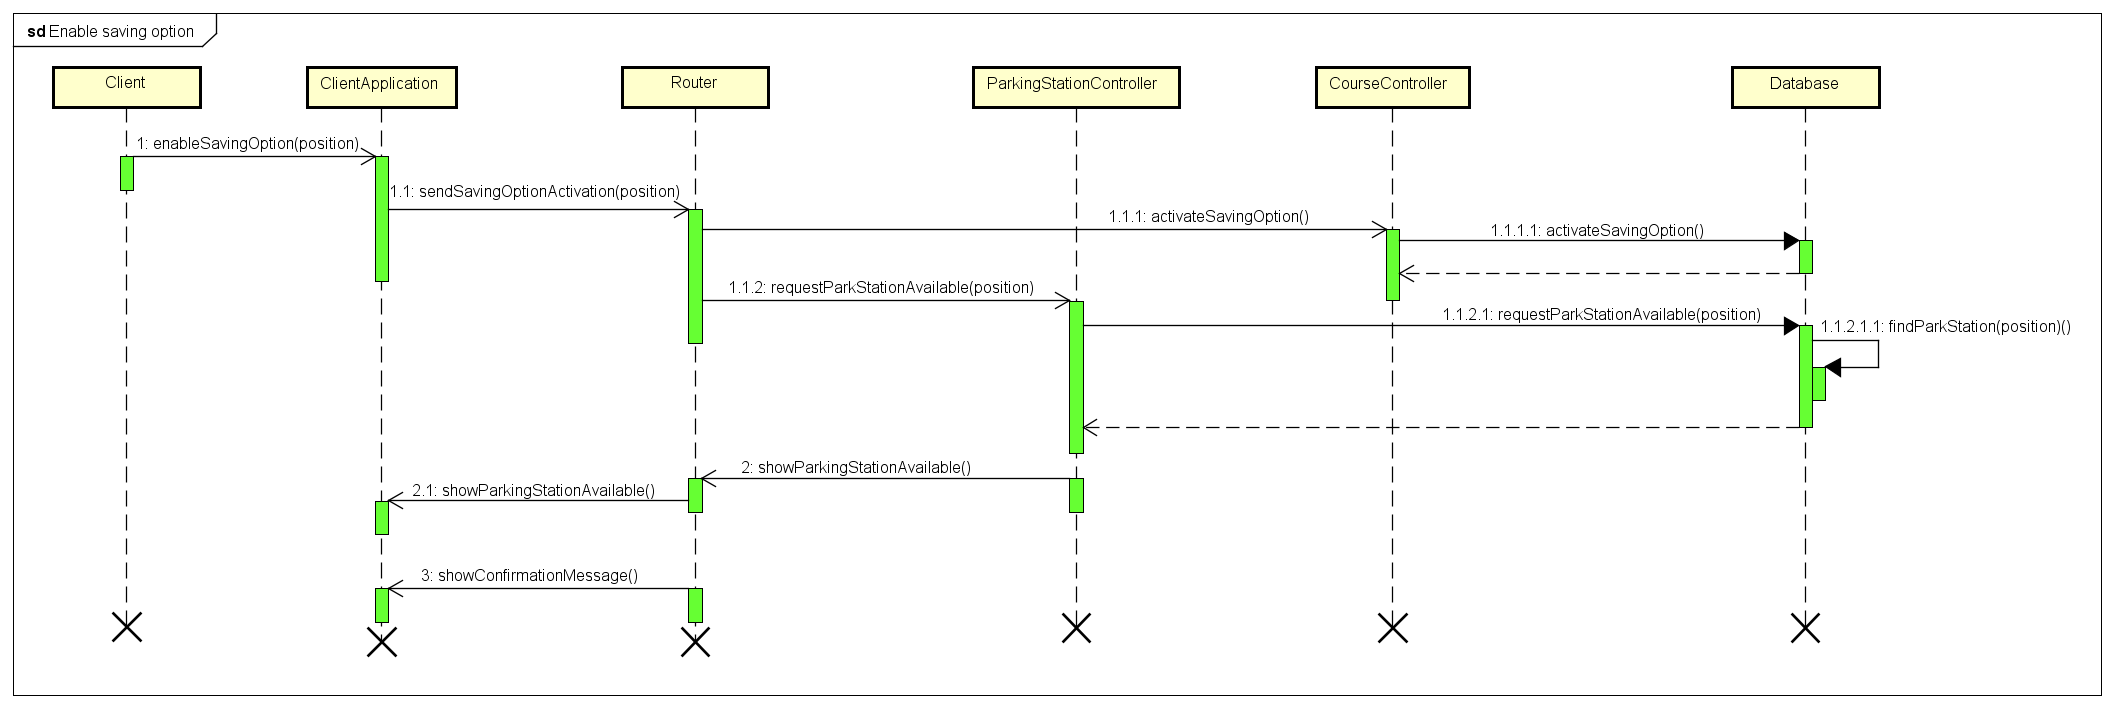 sd Enable saving option
Client
ClientApplication
Router
ParkingStationController
CourseController
Database
1: enableSavingOption(position)
1.1: sendSavingOptionActivation(position)
1.1.1: activateSavingOption()
1.1.1.1: activateSavingOption()
1.1.2: requestParkStationAvailable(position)
1.1.2.1: requestParkStationAvailable(position)
1.1.2.1.1: findParkStation(position)()
2: showParkingStationAvailable()
2.1: showParkingStationAvailable()
3: showConfirmationMessage()